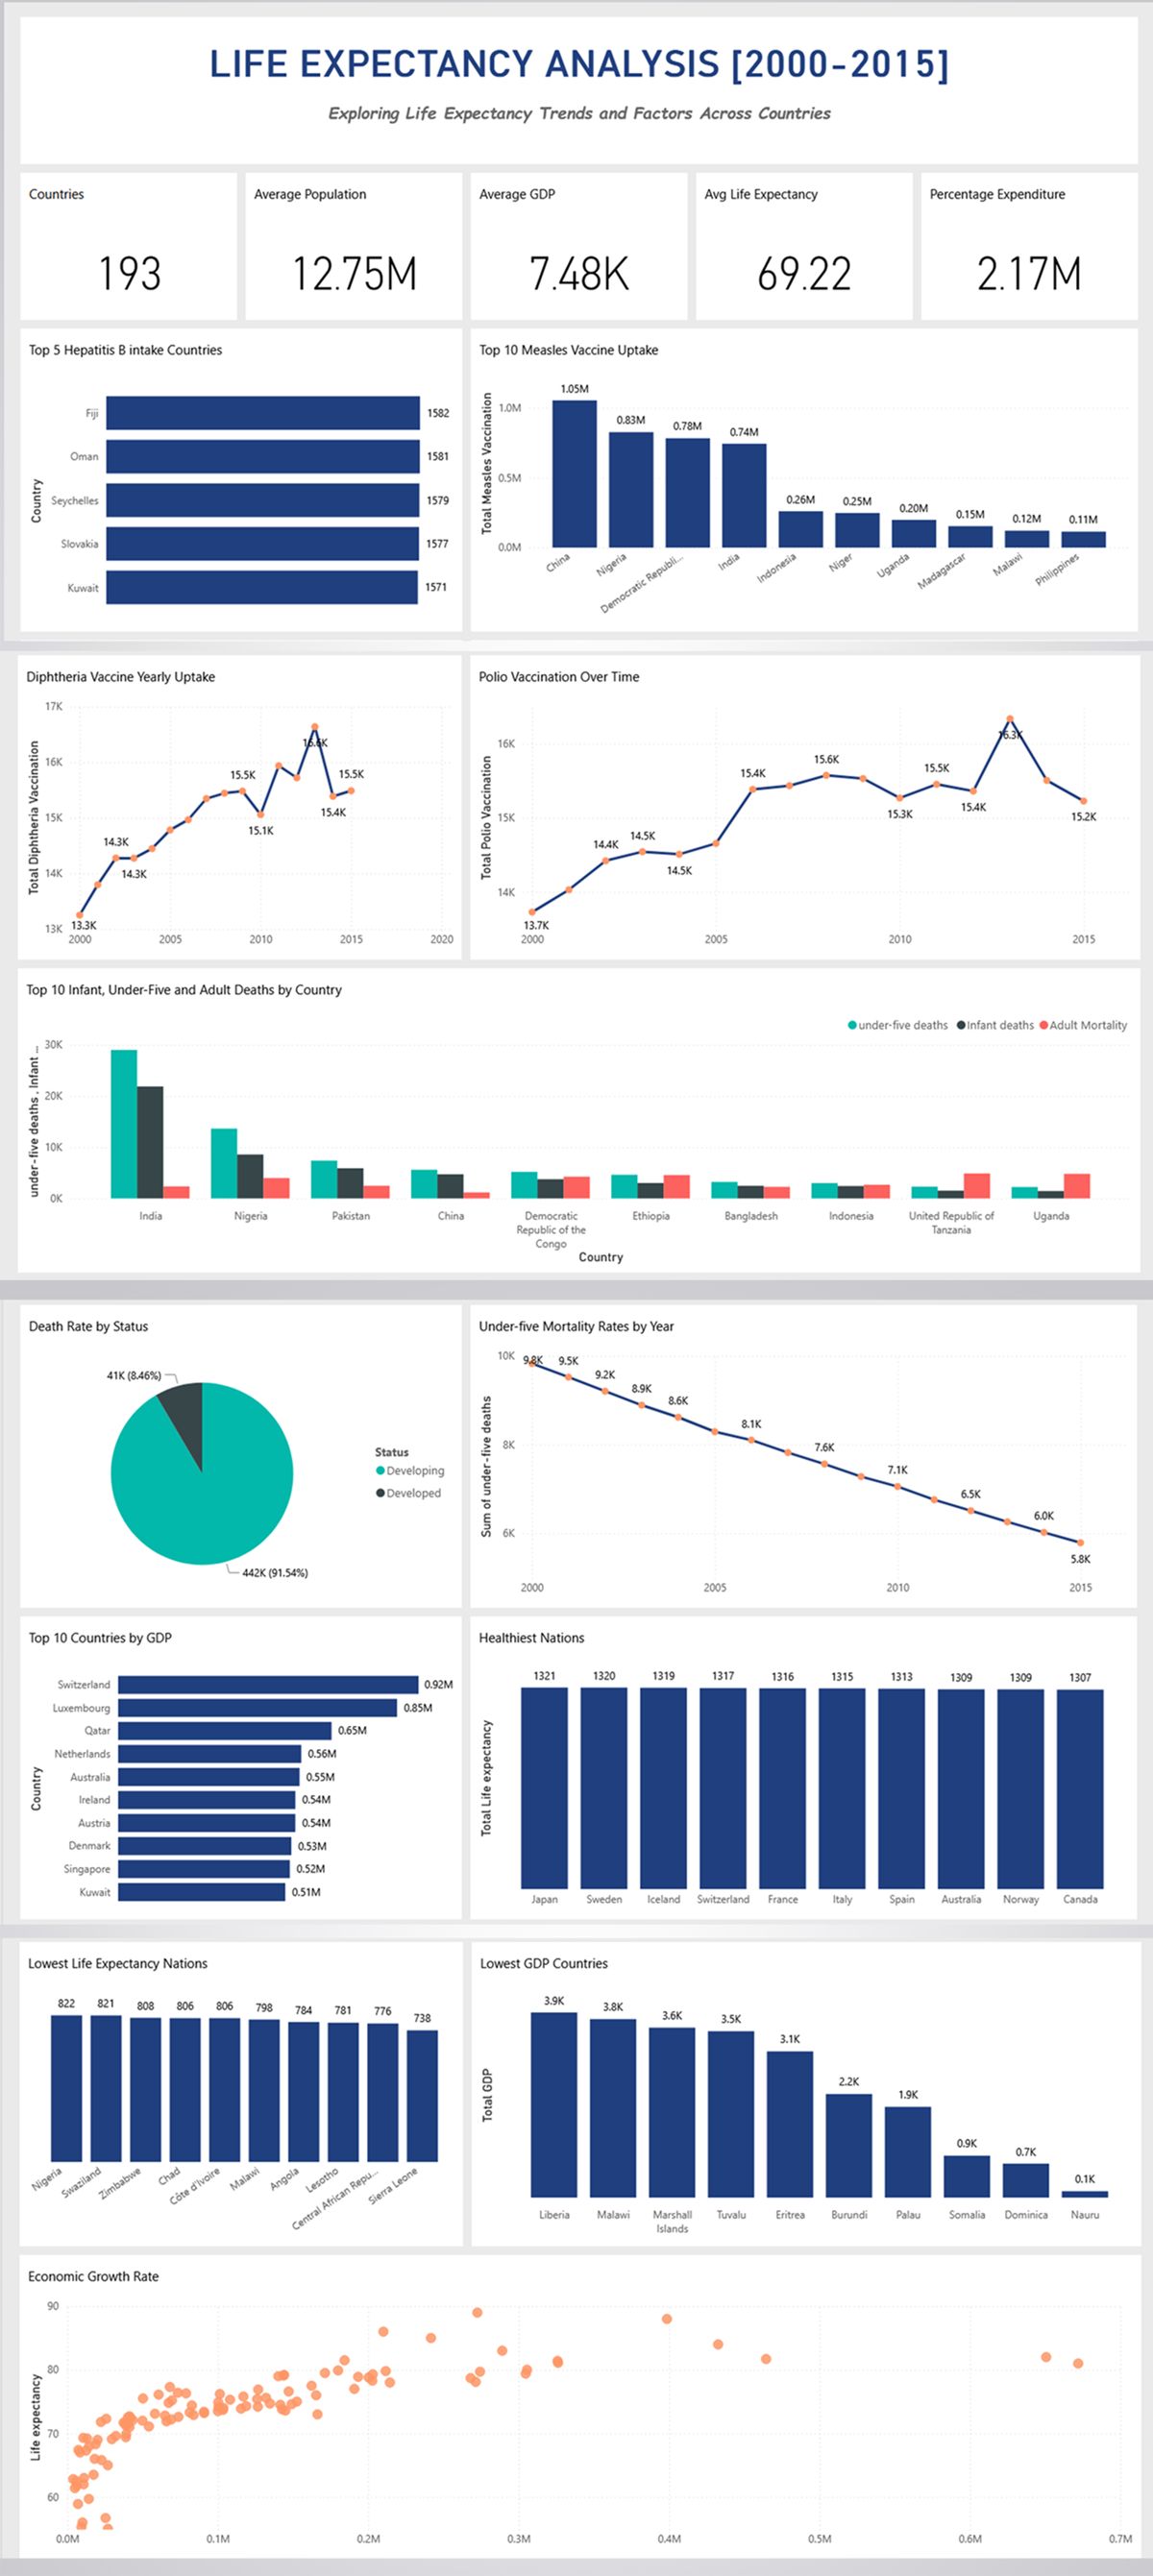 LIFE EXPECTANCY ANALYSIS [2000-2015]
Exploring Life Expectancy Trends and Factors Across Countries
Countries
193
Average Population
12.75M
Average GDP
7.48K
Avg Life Expectancy
69.22
Percentage Expenditure
2.17M
Top 5 Hepatitis B intake Countries
Country
Fiji 1582
Oman 1581
Seychelles 1579
Slovakia 1577
Kuwait 1571
Top 10 Measles Vaccine Uptake
Total Measles Vaccination
1.0M
0.5M
0.0M
1.05M 0.83M 0.78M 0.74M 0.26M 0.25M 0.20M 0.15M 0.12M 0.11M
China Nigeria Democratic Republi... India Indonesia Niger Uganda Madagascar Malawi Philippines
Diphtheria Vaccine Yearly Uptake
Total Diphtheria Vaccination
17K
16K
15K
14K
13K
13.3K 14.3K 14.3K 15.5K 15.1K 16.6K 15.4K 15.5K
2000 2005 2010 2015 2020
Polio Vaccination Over Time
Total Polio Vaccination
16K
15K
14K
13.7K 14.4K 14.5K 14.5K 15.4K 15.6K 15.3K 15.5K 15.4K 16.3K 15.2K
2000 2005 2010 2015
Top 10 Infant, Under-Five and Adult Deaths by Country
under-five deaths Infant deaths Adult Mortality
under-five deaths , Infant ...
30K
20K
10K
0K
India Nigeria Pakistan China Democratic Republic of the Congo Ethiopia Bangladesh Indonesia United Republic of Tanzania Uganda
Country
Death Rate by Status
41K (8.46%)
442K (91.54%)
Status
Developing
Developed
Under-five Mortality Rates by Year
Sum of under-five deaths
10K
8K
6K
9.8K 9.5K 9.2K 8.9K 8.6K 8.1K 7.6K 7.1K 6.5K 6.0K 5.8K
2000 2005 2010 2015
Top 10 Countries by GDP
Country
Switzerland 0.92M
Luxembourg 0.85M
Qatar 0.65M
Netherlands 0.56M
Australia 0.55M
Ireland 0.54M
Austria 0.54M
Denmark 0.53M
Singapore 0.52M
Kuwait 0.51M
Healthiest Nations
Total Life expectancy
1321 1320 1319 1317 1316 1315 1313 1309 1309 1307
Japan Sweden Iceland Switzerland France Italy Spain Australia Norway Canada
Lowest Life Expectancy Nations
822 821 808 806 806 798 784 781 776 738
Nigeria Swaziland Zimbabwe Chad Côte d'Ivoire Malawi Angola Lesotho Central African Repu... Sierra Leone
Lowest GDP Countries
Total GDP
3.9K 3.8K 3.6K 3.5K 3.1K 2.2K 1.9K 0.9K 0.7K 0.1K
Liberia Malawi Marshall Islands Tuvalu Eritrea Burundi Palau Somalia Dominica Nauru
Economic Growth Rate
Life expectancy
90
80
70
60
0.0M 0.1M 0.2M 0.3M 0.4M 0.5M 0.6M 0.7M